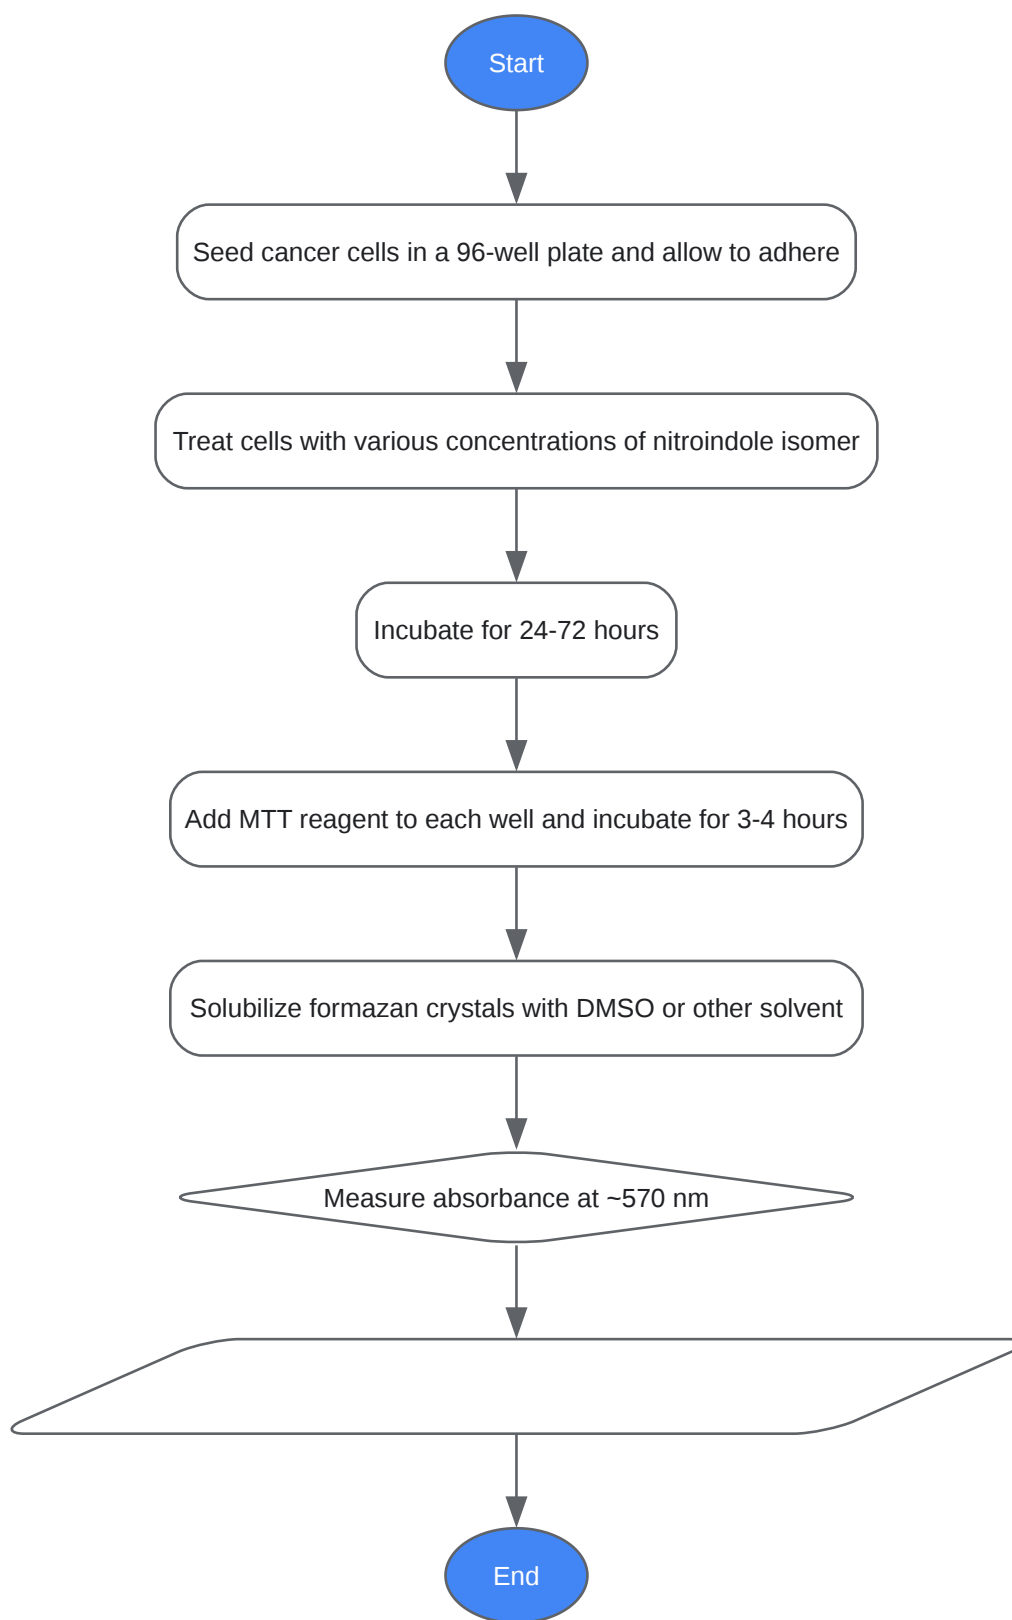 Start
Seed cancer cells in a 96-well plate and allow to adhere
Treat cells with various concentrations of nitroindole isomer
Incubate for 24-72 hours
Add MTT reagent to each well and incubate for 3-4 hours
Solubilize formazan crystals with DMSO or other solvent
Measure absorbance at ~570 nm
End